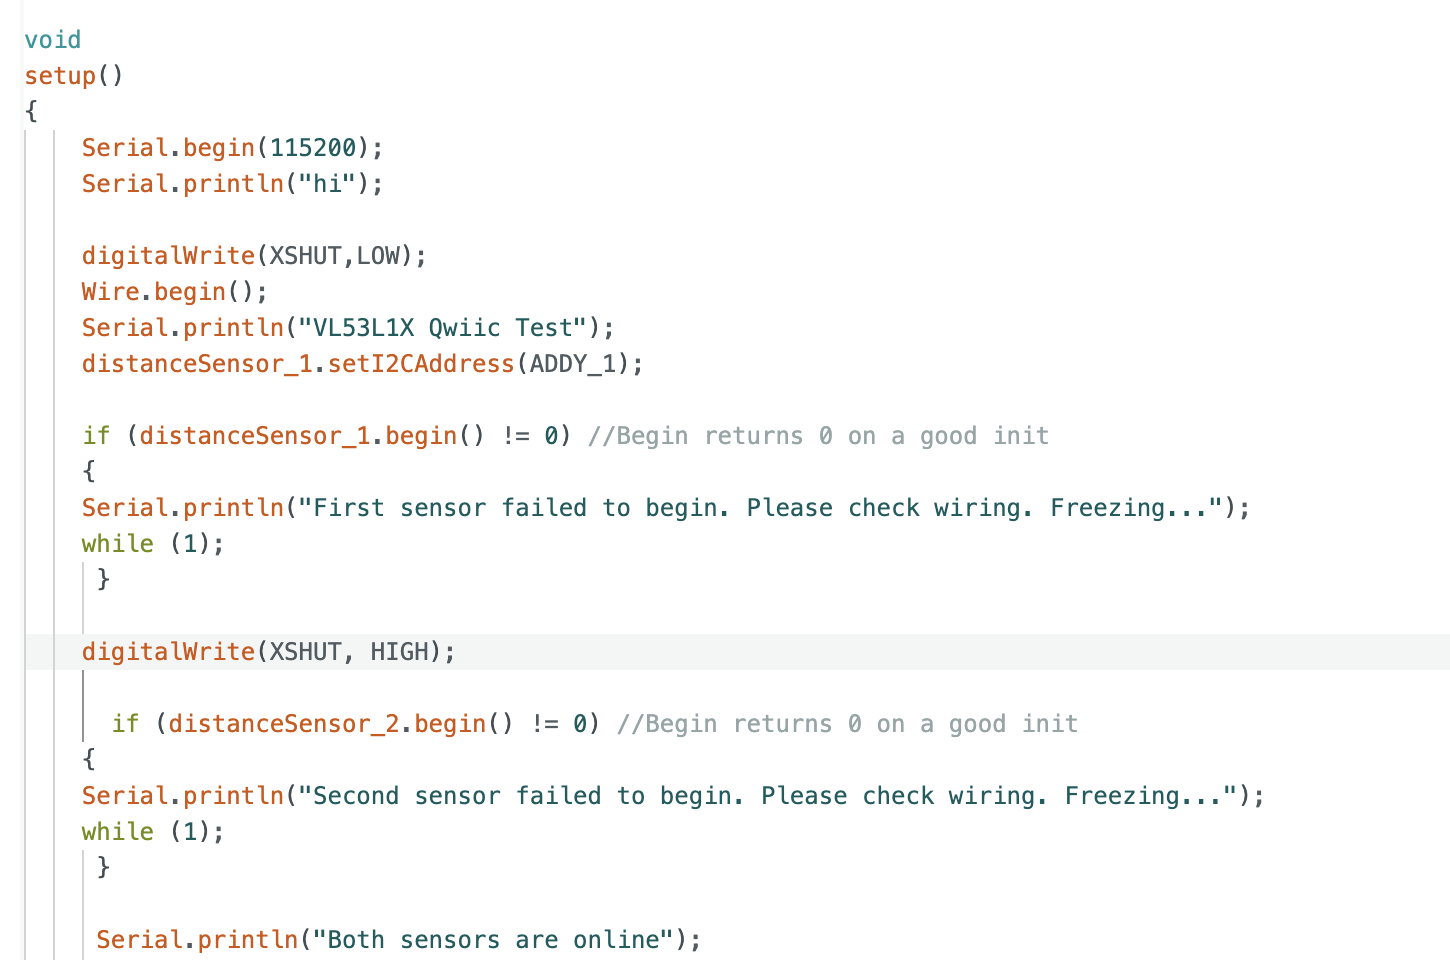 void
setup()
{
Serial.begin(115200);
Serial.println("hi");
digitalWrite(XSHUT,LOW);
Wire.begin();
Serial.println("VL53L1X Qwiic Test");
distanceSensor_1.setI2CAddress(ADDY_1);
if (distanceSensor_1.begin() != 0) //Begin returns 0 on a good init
{
Serial.println("First sensor failed to begin. Please check wiring. Freezing...");
while (1);
}
digitalWrite(XSHUT, HIGH);
if (distanceSensor_2.begin() != 0) //Begin returns 0 on a good init
{
Serial.println("Second sensor failed to begin. Please check wiring. Freezing...");
while (1);
}
Serial.println("Both sensors are online");